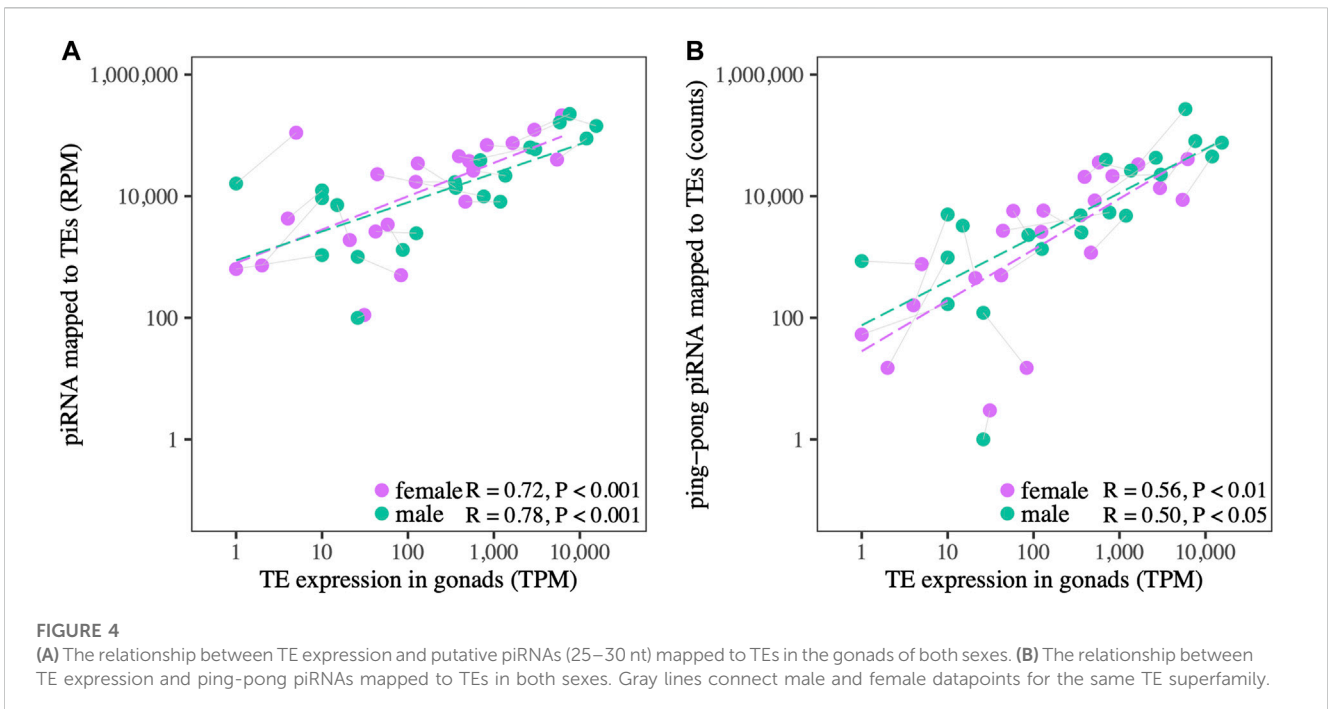 A
1,000,000
10,000
100
1
piRNA mapped to TEs (RPM)
female R = 0.72, P < 0.001
male R = 0.78, P < 0.001
1 10 100 1,000 10,000
TE expression in gonads (TPM)
B
1,000,000
10,000
100
1
ping−pong piRNA mapped to TEs (counts)
female R = 0.56, P < 0.01
male R = 0.50, P < 0.05
1 10 100 1,000 10,000
TE expression in gonads (TPM)
FIGURE 4
(A) The relationship between TE expression and putative piRNAs (25–30 nt) mapped to TEs in the gonads of both sexes. (B) The relationship between
TE expression and ping-pong piRNAs mapped to TEs in both sexes. Gray lines connect male and female datapoints for the same TE superfamily.